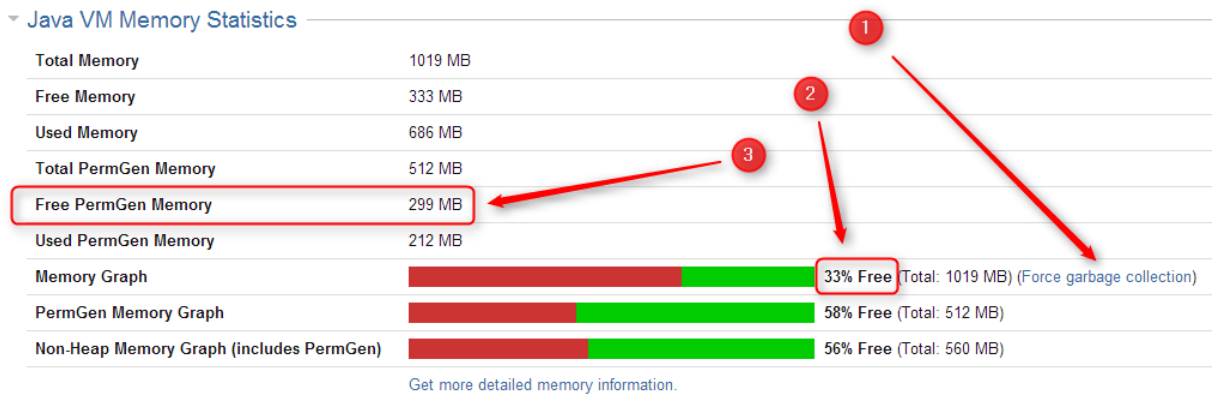 Java VM Memory Statistics
1
Total Memory 1019 MB
Free Memory 333 MB
2
Used Memory 686 MB
3
Total PermGen Memory 512 MB
Free PermGen Memory 299 MB
Used PermGen Memory 212 MB
Memory Graph 33% Free (Total: 1019 MB) (Force garbage collection)
PermGen Memory Graph 58% Free (Total: 512 MB)
Non-Heap Memory Graph (includes PermGen) 56% Free (Total: 560 MB)
Get more detailed memory information.